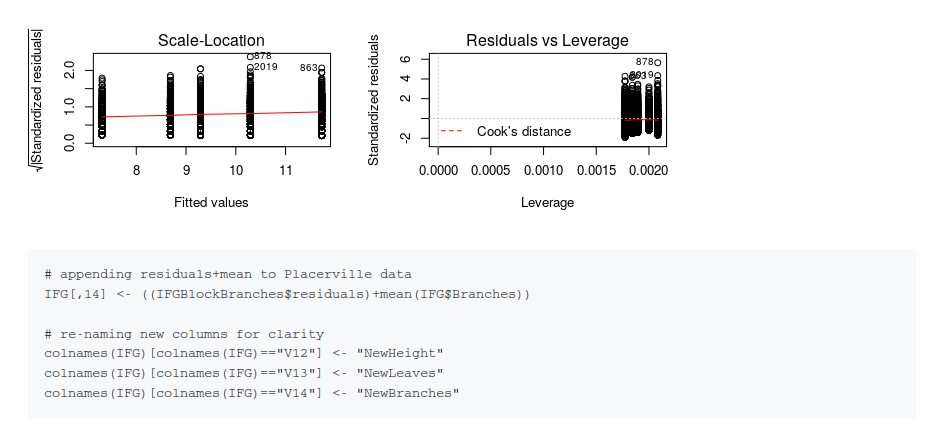 Scale-Location
√|Standardized residuals|
2.0
1.0
0.0
878
2019
863
8 9 10 11
Fitted values
Residuals vs Leverage
Standardized residuals
6
2
-2
878
2019
Cook's distance
0.0000 0.0005 0.0010 0.0015 0.0020
Leverage
# appending residuals+mean to Placerville data
IFG[,14] <- ((IFGBlockBranches$residuals)+mean(IFG$Branches))
# re-naming new columns for clarity
colnames(IFG)[colnames(IFG)=="V12"] <- "NewHeight"
colnames(IFG)[colnames(IFG)=="V13"] <- "NewLeaves"
colnames(IFG)[colnames(IFG)=="V14"] <- "NewBranches"